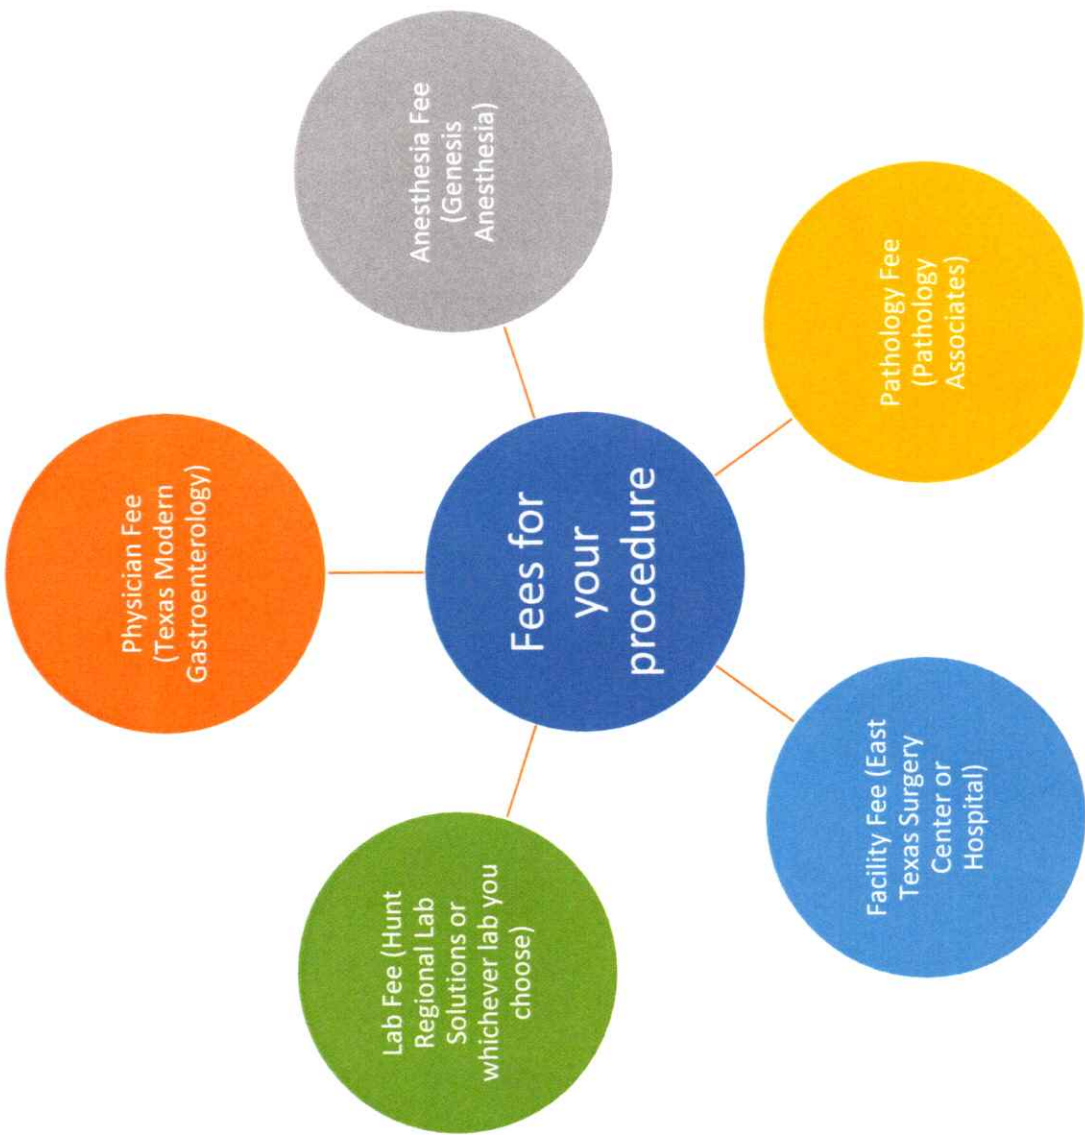 Fees for
your
procedure
Physician Fee
(Texas Modern
Gastroenterology)
Anesthesia Fee
(Genesis
Anesthesia)
Pathology Fee
(Pathology
Associates)
Facility Fee (East
Texas Surgery
Center or
Hospital)
Lab Fee (Hunt
Regional Lab
Solutions or
whichever lab you
choose)